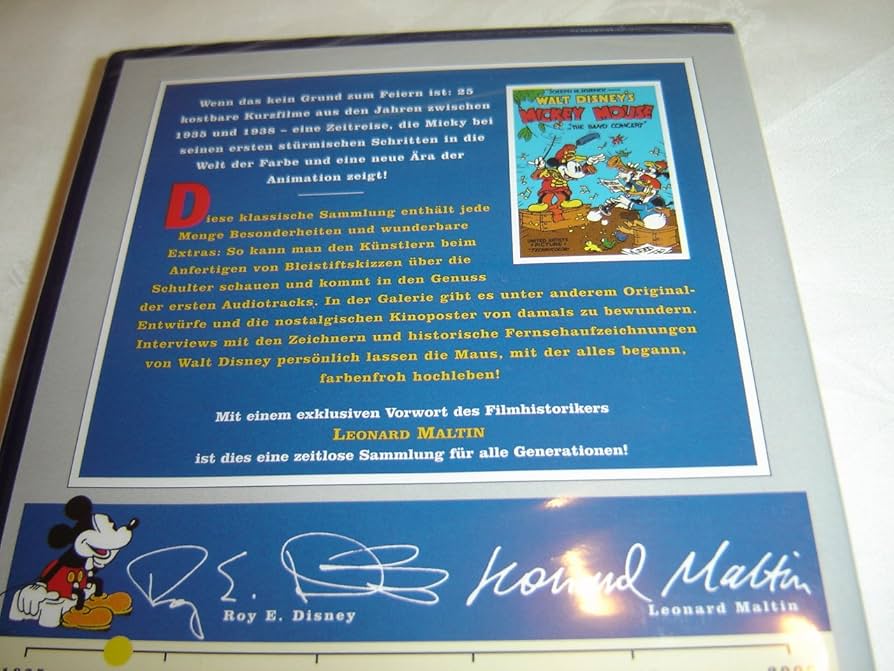 Wenn das kein Grund zum Feiern ist: 25
kostbare Kurzfilme aus den Jahren zwischen
1935 und 1938 – eine Zeitreise, die Micky bei
seinen ersten stürmischen Schritten in die
Welt der Farbe und eine neue Ära der
Animation zeigt!
WALT DISNEY'S
MICKEY MOUSE
"THE BAND CONCERT"
UNITED ARTISTS
PICTURE
Diese klassische Sammlung enthält jede
Menge Besonderheiten und wunderbare
Extras: So kann man den Künstlern beim
Anfertigen von Bleistiftskizzen über die
Schulter schauen und kommt in den Genuss
der ersten Audiotracks. In der Galerie gibt es unter anderem Original-
Entwürfe und die nostalgischen Kinoposter von damals zu bewundern.
Interviews mit den Zeichnern und historische Fernsehaufzeichnungen
von Walt Disney persönlich lassen die Maus, mit der alles begann,
farbenfroh hochleben!
Mit einem exklusiven Vorwort des Filmhistorikers
LEONARD MALTIN
ist dies eine zeitlose Sammlung für alle Generationen!
Roy E. Disney
Leonard Maltin
Roy E. Disney
Leonard Maltin